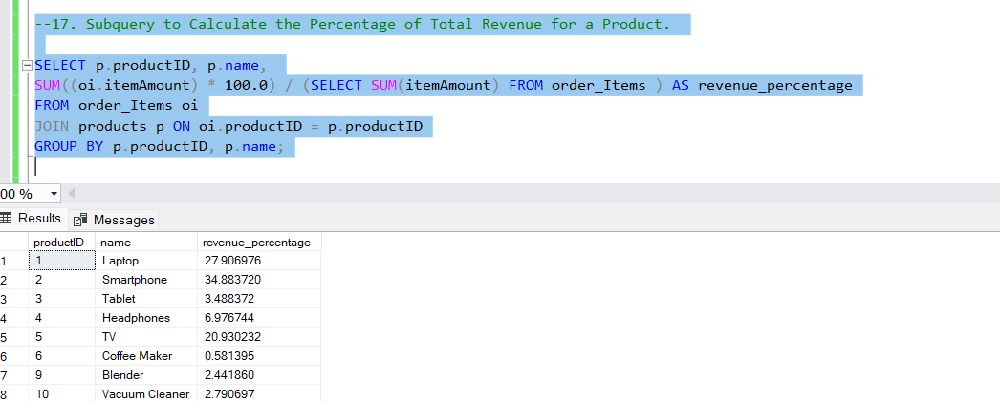 --17. Subquery to Calculate the Percentage of Total Revenue for a Product.
SELECT p.productID, p.name,
SUM((oi.itemAmount) * 100.0) / (SELECT SUM(itemAmount) FROM order_Items ) AS revenue_percentage
FROM order_Items oi
JOIN products p ON oi.productID = p.productID
GROUP BY p.productID, p.name;
00 %
Results Messages
productID name revenue_percentage
1 1 Laptop 27.906976
2 2 Smartphone 34.883720
3 3 Tablet 3.488372
4 4 Headphones 6.976744
5 5 TV 20.930232
6 6 Coffee Maker 0.581395
7 9 Blender 2.441860
8 10 Vacuum Cleaner 2.790697